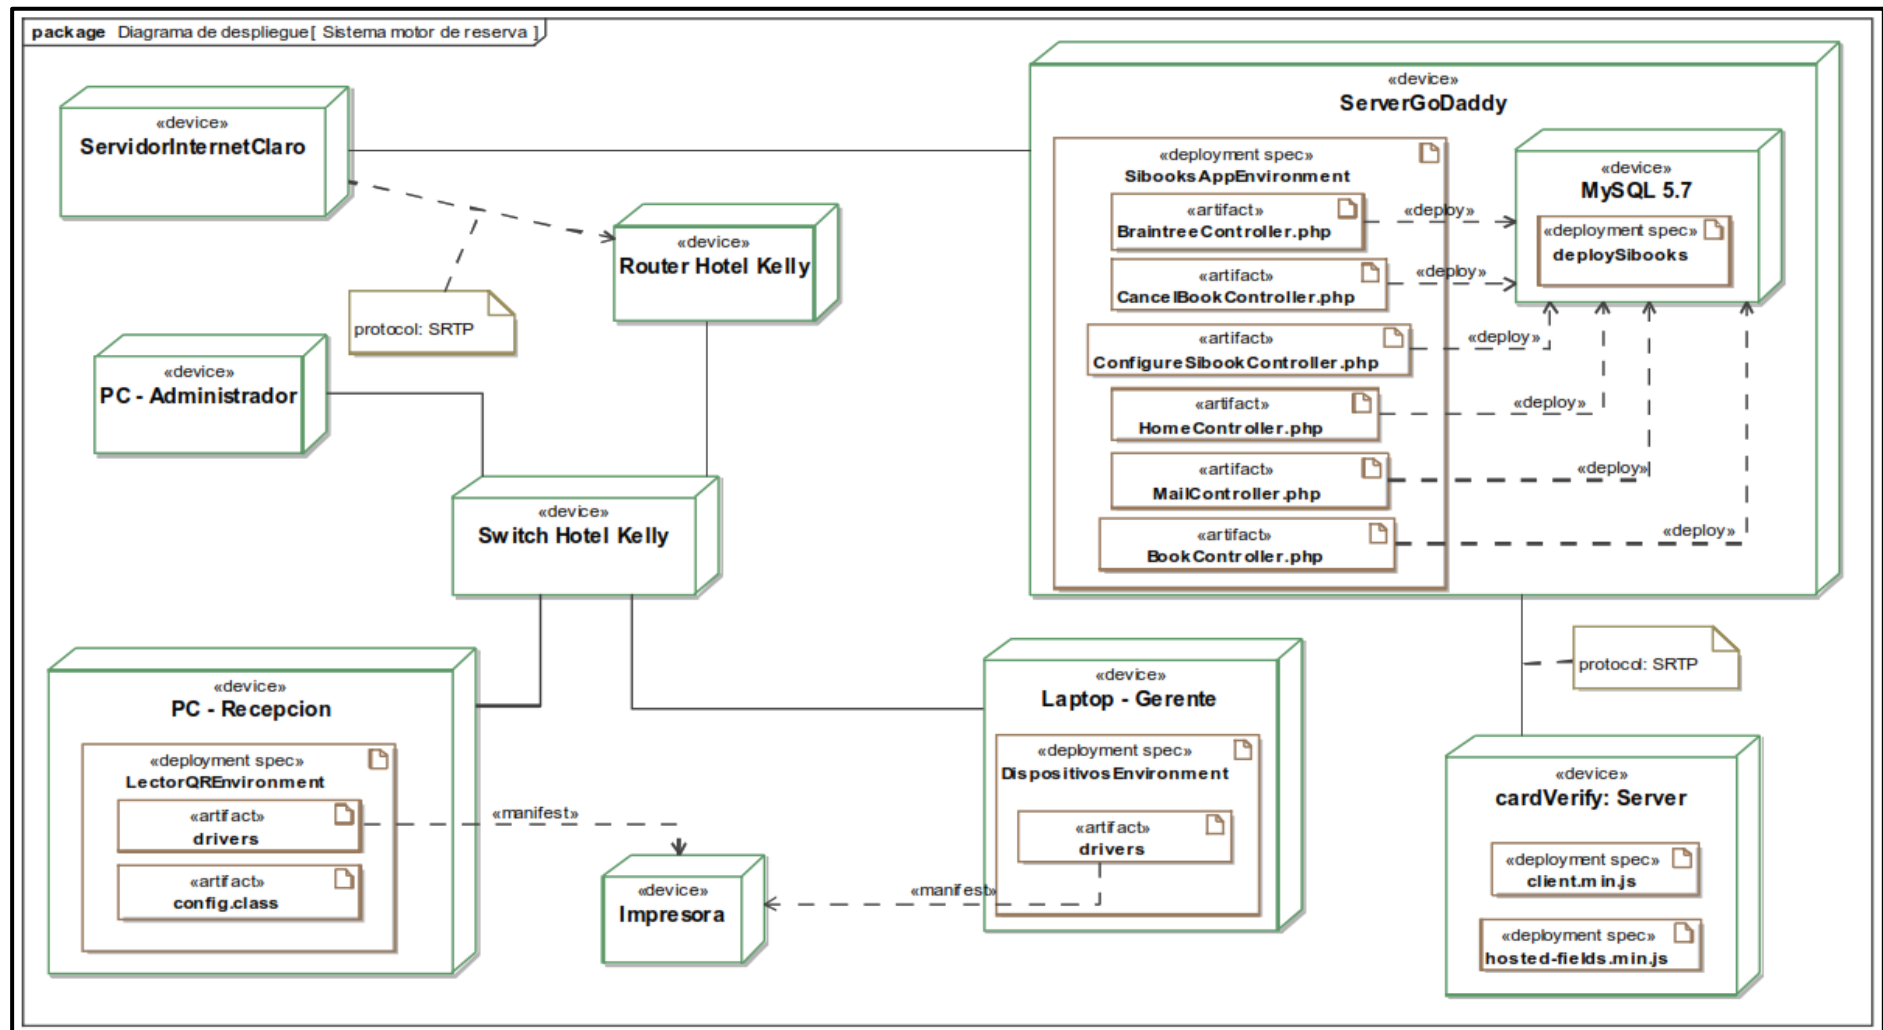 package Diagrama de despliegue[ Sistema motor de reserva ]
«device»
ServidorInternetClaro
«device»
Router Hotel Kelly
protocol: SRTP
«device»
PC - Administrador
«device»
Switch Hotel Kelly
«device»
PC - Recepcion
«deployment spec»
LectorQREnvironment
«artifact»
drivers
«artifact»
config.class
«manifest»
«device»
Impresora
«manifest»
«device»
Laptop - Gerente
«deployment spec»
DispositivosEnvironment
«artifact»
drivers
«device»
ServerGoDaddy
«deployment spec»
SibooksAppEnvironment
«artifact»
BraintreeController.php
«deploy»
«artifact»
CancelBookController.php
«deploy»
«artifact»
ConfigureSibookController.php
«deploy»
«artifact»
HomeController.php
«deploy»
«artifact»
MailController.php
«deploy»
«artifact»
BookController.php
«deploy»
«device»
MySQL 5.7
«deployment spec»
deploySibooks
protocol: SRTP
«device»
cardVerify: Server
«deployment spec»
client.min.js
«deployment spec»
hosted-fields.min.js